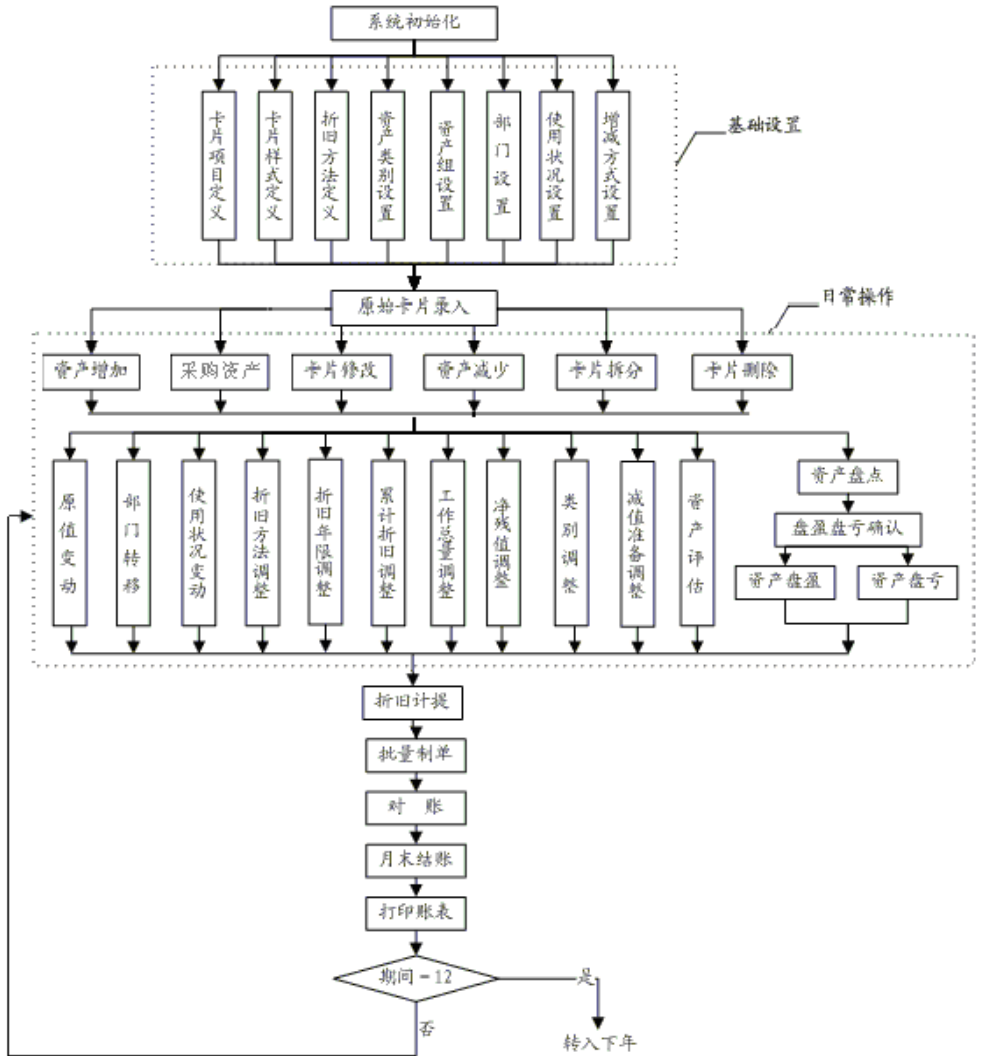 系统初始化
卡片项目定义
卡片样式定义
折旧方法定义
资产类别设置
资产组设置
部门设置
使用状况设置
增减方式设置
基础设置
原始卡片录入
日常操作
资产增加
采购资产
卡片修改
资产减少
卡片拆分
卡片删除
原值变动
部门转移
使用状况变动
折旧方法调整
折旧年限调整
累计折旧调整
工作总量调整
净残值调整
类别调整
减值准备调整
资产评估
资产盘点
盘盈盘亏确认
资产盘盈
资产盘亏
折旧计提
批量制单
对 账
月末结账
打印账表
期间=12
是
否
转入下年